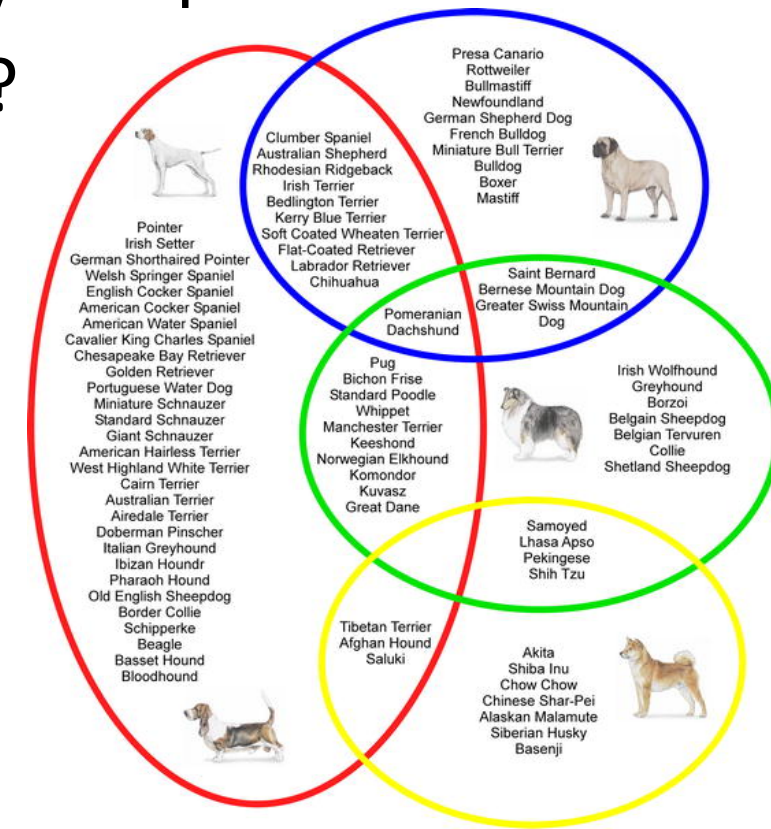 ?
Presa Canario
Rottweiler
Bullmastiff
Newfoundland
German Shepherd Dog
French Bulldog
Miniature Bull Terrier
Bulldog
Boxer
Mastiff
Clumber Spaniel
Australian Shepherd
Rhodesian Ridgeback
Irish Terrier
Bedlington Terrier
Kerry Blue Terrier
Soft Coated Wheaten Terrier
Flat-Coated Retriever
Labrador Retriever
Chihuahua
Pointer
Irish Setter
German Shorthaired Pointer
Welsh Springer Spaniel
English Cocker Spaniel
American Cocker Spaniel
American Water Spaniel
Cavalier King Charles Spaniel
Chesapeake Bay Retriever
Golden Retriever
Portuguese Water Dog
Miniature Schnauzer
Standard Schnauzer
Giant Schnauzer
American Hairless Terrier
West Highland White Terrier
Cairn Terrier
Australian Terrier
Airedale Terrier
Doberman Pinscher
Italian Greyhound
Ibizan Houndr
Pharaoh Hound
Old English Sheepdog
Border Collie
Schipperke
Beagle
Basset Hound
Bloodhound
Saint Bernard
Bernese Mountain Dog
Greater Swiss Mountain
Dog
Pomeranian
Dachshund
Pug
Bichon Frise
Standard Poodle
Whippet
Manchester Terrier
Keeshond
Norwegian Elkhound
Komondor
Kuvasz
Great Dane
Irish Wolfhound
Greyhound
Borzoi
Belgain Sheepdog
Belgian Tervuren
Collie
Shetland Sheepdog
Samoyed
Lhasa Apso
Pekingese
Shih Tzu
Tibetan Terrier
Afghan Hound
Saluki
Akita
Shiba Inu
Chow Chow
Chinese Shar-Pei
Alaskan Malamute
Siberian Husky
Basenji